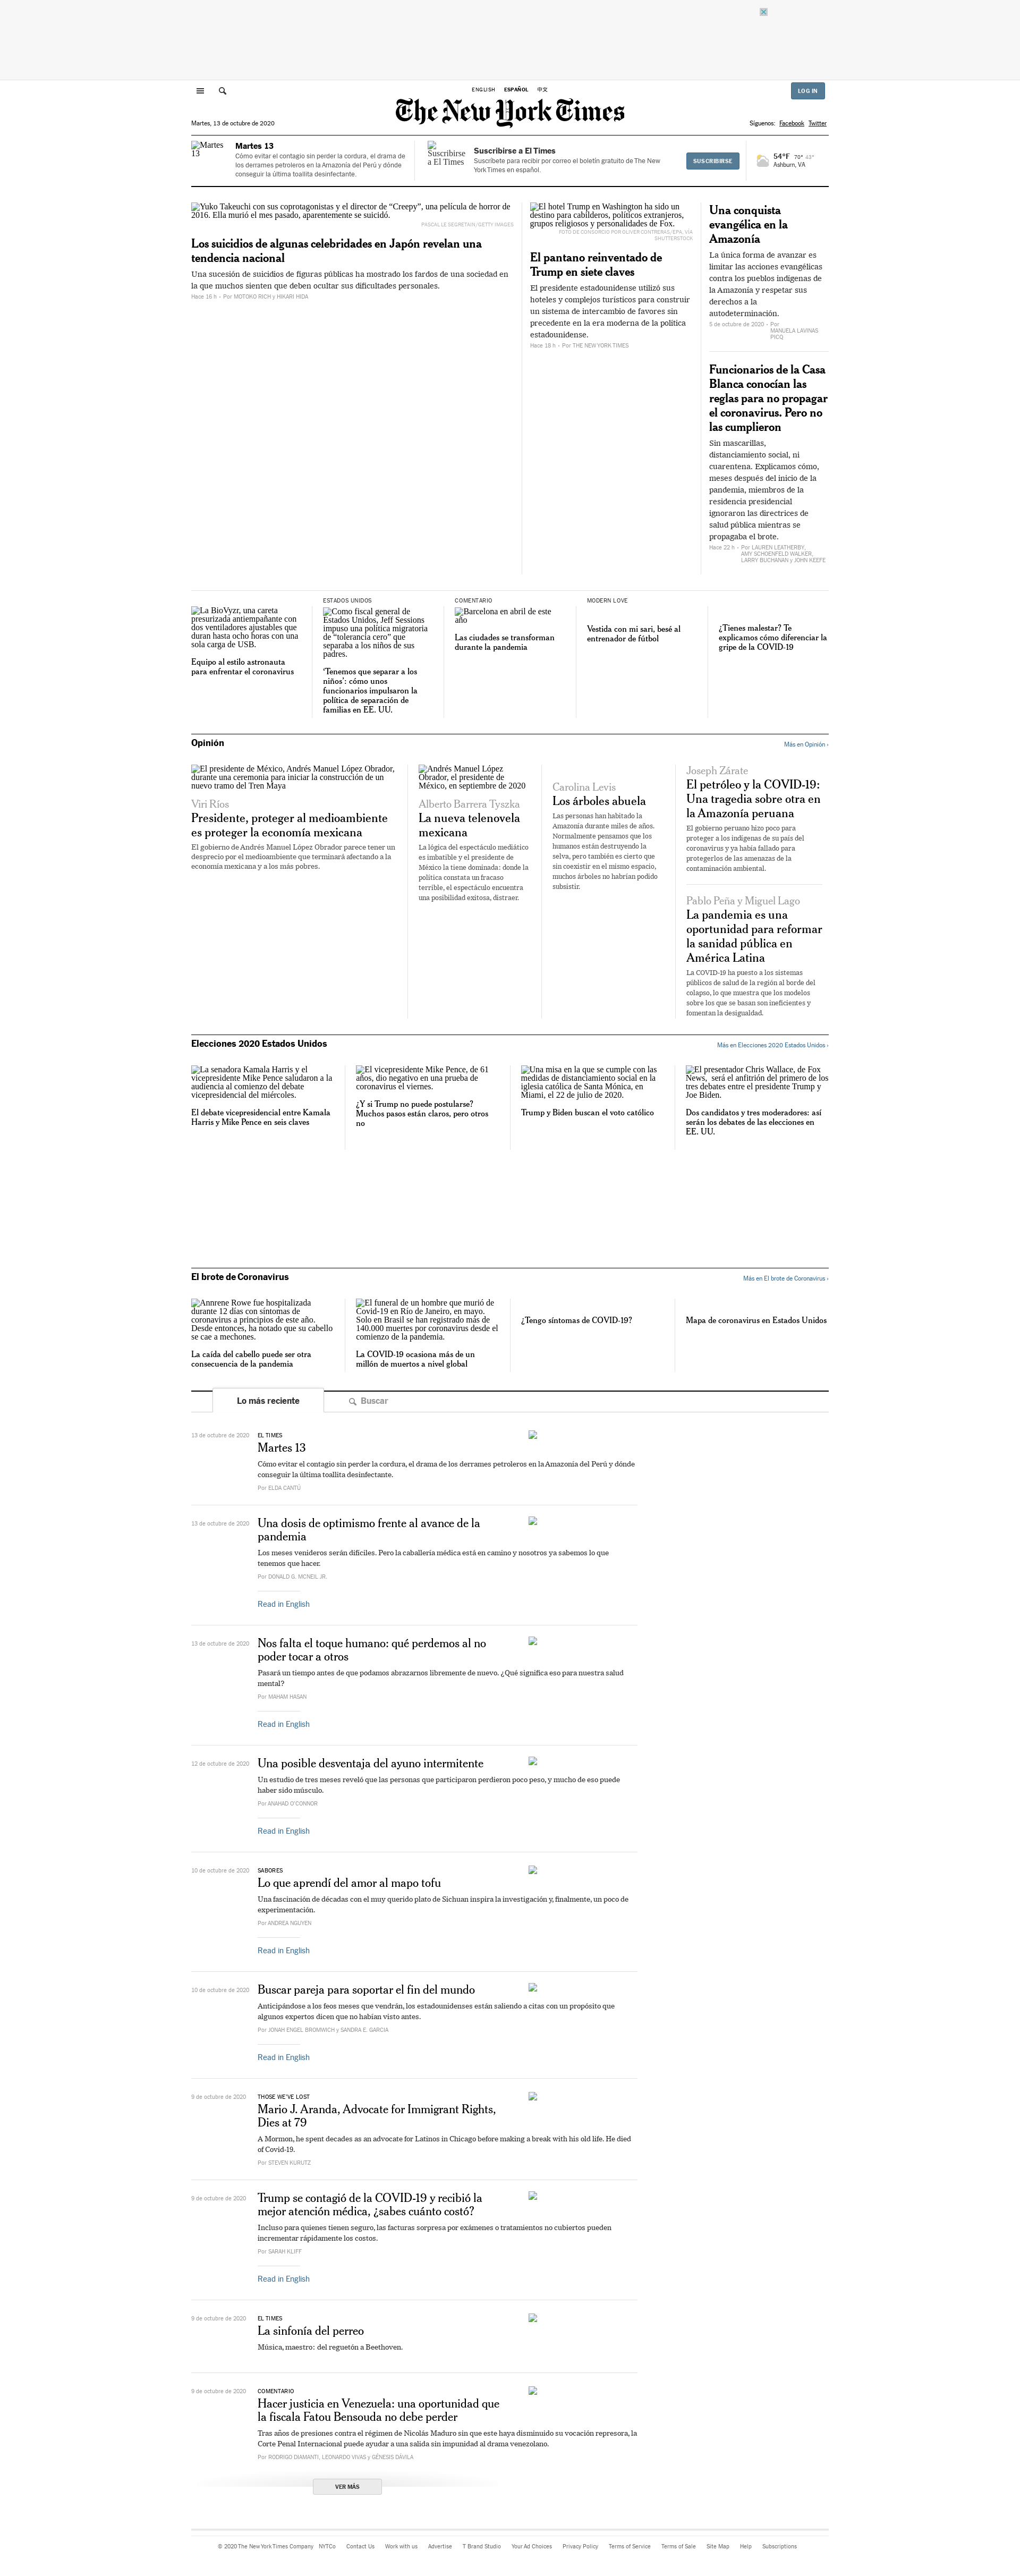 ENGLISH ESPAÑOL 中文
LOG IN
The New York Times
Martes, 13 de octubre de 2020
Síguenos: Facebook Twitter
Martes
13
Martes 13
Cómo evitar el contagio sin perder la cordura, el drama de
los derrames petroleros en la Amazonía del Perú y dónde
conseguir la última toallita desinfectante.
Suscribirse
a El Times
Suscribirse a El Times
Suscríbete para recibir por correo el boletín gratuito de The New
York Times en español.
SUSCRIBIRSE
54°F 70° 43°
Ashburn, VA
Yuko Takeuchi con sus coprotagonistas y el director de "Creepy", una película de horror de
2016. Ella murió el mes pasado, aparentemente se suicidó.
PASCAL LE SEGRETAIN/GETTY IMAGES
Los suicidios de algunas celebridades en Japón revelan una
tendencia nacional
Una sucesión de suicidios de figuras públicas ha mostrado los fardos de una sociedad en
la que muchos sienten que deben ocultar sus dificultades personales.
Hace 16 h - Por MOTOKO RICH y HIKARI HIDA
El hotel Trump en Washington ha sido un
destino para cabilderos, políticos extranjeros,
grupos religiosos y personalidades de Fox.
FOTO DE CONSORCIO POR OLIVER CONTRERAS/EPA, VÍA
SHUTTERSTOCK
El pantano reinventado de
Trump en siete claves
El presidente estadounidense utilizó sus
hoteles y complejos turísticos para construir
un sistema de intercambio de favores sin
precedente en la era moderna de la política
estadounidense.
Hace 18 h - Por THE NEW YORK TIMES
Una conquista
evangélica en la
Amazonía
La única forma de avanzar es
limitar las acciones evangélicas
contra los pueblos indígenas de
la Amazonia y respetar sus
derechos a la
autodeterminación.
5 de octubre de 2020 - Por
MANUELA LAVINAS
PICQ
Funcionarios de la Casa
Blanca conocían las
reglas para no propagar
el coronavirus. Pero no
las cumplieron
Sin mascarillas,
distanciamiento social, ni
cuarentena. Explicamos cómo,
meses después del inicio de la
pandemia, miembros de la
residencia presidencial
ignoraron las directrices de
salud pública mientras se
propagaba el brote.
Hace 22 h - Por LAUREN LEATHERBY,
AMY SCHOENFELD WALKER,
LARRY BUCHANAN y JOHN KEEFE
La BioVyzr, una careta
presurizada antiempañante con
dos ventiladores ajustables que
duran hasta ocho horas con una
sola carga de USB.
Equipo al estilo astronauta
para enfrentar el coronavirus
ESTADOS UNIDOS
Como fiscal general de
Estados Unidos, Jeff Sessions
impuso una política migratoria
de "tolerancia cero" que
separaba a los niños de sus
padres.
'Tenemos que separar a los
niños': cómo unos
funcionarios impulsaron la
política de separación de
familias en EE. UU.
COMENTARIO
Barcelona en abril de este
año
Las ciudades se transforman
durante la pandemia
MODERN LOVE
Vestida con mi sari, besé al
entrenador de fútbol
¿Tienes malestar? Te
explicamos cómo diferenciar la
gripe de la COVID-19
Opinión
Más en Opinión ›
El presidente de México, Andrés Manuel López Obrador,
durante una ceremonia para iniciar la construcción de un
nuevo tramo del Tren Maya
Viri Ríos
Presidente, proteger al medioambiente
es proteger la economía mexicana
El gobierno de Andrés Manuel López Obrador parece tener un
desprecio por el medioambiente que terminará afectando a la
economía mexicana y a los más pobres.
Andrés Manuel López
Obrador, el presidente de
México, en septiembre de 2020
Alberto Barrera Tyszka
La nueva telenovela
mexicana
La lógica del espectáculo mediático
es imbatible y el presidente de
México la tiene dominada: donde la
política constata un fracaso
terrible, el espectáculo encuentra
una posibilidad exitosa, distraer.
Carolina Levis
Los árboles abuela
Las personas han habitado la
Amazonía durante miles de años.
Normalmente pensamos que los
humanos están destruyendo la
selva, pero también es cierto que
sin coexistir en el mismo espacio,
muchos árboles no habrían podido
subsistir.
Joseph Zárate
El petróleo y la COVID-19:
Una tragedia sobre otra en
la Amazonía peruana
El gobierno peruano hizo poco para
proteger a los indígenas de su país del
coronavirus y ya había fallado para
protegerlos de las amenazas de la
contaminación ambiental.
Pablo Peña y Miguel Lago
La pandemia es una
oportunidad para reformar
la sanidad pública en
América Latina
La COVID-19 ha puesto a los sistemas
públicos de salud de la región al borde del
colapso, lo que muestra que los modelos
sobre los que se basan son ineficientes y
fomentan la desigualdad.
Elecciones 2020 Estados Unidos
Más en Elecciones 2020 Estados Unidos ›
La senadora Kamala Harris y el
vicepresidente Mike Pence saludaron a la
audiencia al comienzo del debate
vicepresidencial del miércoles.
El debate vicepresidencial entre Kamala
Harris y Mike Pence en seis claves
El vicepresidente Mike Pence, de 61
años, dio negativo en una prueba de
coronavirus el viernes.
¿Y si Trump no puede postularse?
Muchos pasos están claros, pero otros
no
Una misa en la que se cumple con las
medidas de distanciamiento social en la
iglesia católica de Santa Mónica, en
Miami, el 22 de julio de 2020.
Trump y Biden buscan el voto católico
El presentador Chris Wallace, de Fox
News, será el anfitrión del primero de los
tres debates entre el presidente Trump y
Joe Biden.
Dos candidatos y tres moderadores: así
serán los debates de las elecciones en
EE. UU.
El brote de Coronavirus
Más en El brote de Coronavirus ›
Annrene Rowe fue hospitalizada
durante 12 días con síntomas de
coronavirus a principios de este año.
Desde entonces, ha notado que su cabello
se cae a mechones.
La caída del cabello puede ser otra
consecuencia de la pandemia
El funeral de un hombre que murió de
Covid-19 en Río de Janeiro, en mayo.
Solo en Brasil se han registrado más de
140.000 muertes por coronavirus desde el
comienzo de la pandemia.
La COVID-19 ocasiona más de un
millón de muertos a nivel global
¿Tengo síntomas de COVID-19?
Mapa de coronavirus en Estados Unidos
Lo más reciente
Buscar
13 de octubre de 2020
EL TIMES
Martes 13
Cómo evitar el contagio sin perder la cordura, el drama de los derrames petroleros en la Amazonía del Perú y dónde
conseguir la última toallita desinfectante.
Por ELDA CANTÚ
13 de octubre de 2020
Una dosis de optimismo frente al avance de la
pandemia
Los meses venideros serán difíciles. Pero la caballería médica está en camino y nosotros ya sabemos lo que
tenemos que hacer.
Por DONALD G. MCNEIL JR.
Read in English
13 de octubre de 2020
Nos falta el toque humano: qué perdemos al no
poder tocar a otros
Pasará un tiempo antes de que podamos abrazarnos libremente de nuevo. ¿Qué significa eso para nuestra salud
mental?
Por MAHAM HASAN
Read in English
12 de octubre de 2020
Una posible desventaja del ayuno intermitente
Un estudio de tres meses reveló que las personas que participaron perdieron poco peso, y mucho de eso puede
haber sido músculo.
Por ANAHAD O'CONNOR
Read in English
10 de octubre de 2020
SABORES
Lo que aprendí del amor al mapo tofu
Una fascinación de décadas con el muy querido plato de Sichuan inspira la investigación y, finalmente, un poco de
experimentación.
Por ANDREA NGUYEN
Read in English
10 de octubre de 2020
Buscar pareja para soportar el fin del mundo
Anticipándose a los feos meses que vendrán, los estadounidenses están saliendo a citas con un propósito que
algunos expertos dicen que no habían visto antes.
Por JONAH ENGEL BROMWICH y SANDRA E. GARCIA
Read in English
9 de octubre de 2020
THOSE WE'VE LOST
Mario J. Aranda, Advocate for Immigrant Rights,
Dies at 79
A Mormon, he spent decades as an advocate for Latinos in Chicago before making a break with his old life. He died
of Covid-19.
Por STEVEN KURUTZ
9 de octubre de 2020
Trump se contagió de la COVID-19 y recibió la
mejor atención médica, ¿sabes cuánto costó?
Incluso para quienes tienen seguro, las facturas sorpresa por exámenes o tratamientos no cubiertos pueden
incrementar rápidamente los costos.
Por SARAH KLIFF
Read in English
9 de octubre de 2020
EL TIMES
La sinfonía del perreo
Música, maestro: del reguetón a Beethoven.
9 de octubre de 2020
COMENTARIO
Hacer justicia en Venezuela: una oportunidad que
la fiscala Fatou Bensouda no debe perder
Tras años de presiones contra el régimen de Nicolás Maduro sin que este haya disminuido su vocación represora, la
Corte Penal Internacional puede ayudar a una salida sin impunidad al drama venezolano.
Por RODRIGO DIAMANTI, LEONARDO VIVAS y GÉNESIS DÁVILA
VER MÁS
© 2020 The New York Times Company NYTCo Contact Us Work with us Advertise T Brand Studio Your Ad Choices Privacy Policy Terms of Service Terms of Sale Site Map Help Subscriptions